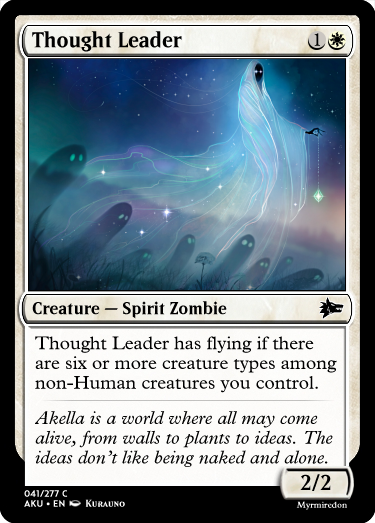 Thought Leader
1
Creature — Spirit Zombie
Thought Leader has flying if there
are six or more creature types among
non-Human creatures you control.
Akella is a world where all may come
alive, from walls to plants to ideas. The
ideas don't like being naked and alone.
2/2
041/277 C
AKU • EN Kurauno
Myrmiredon